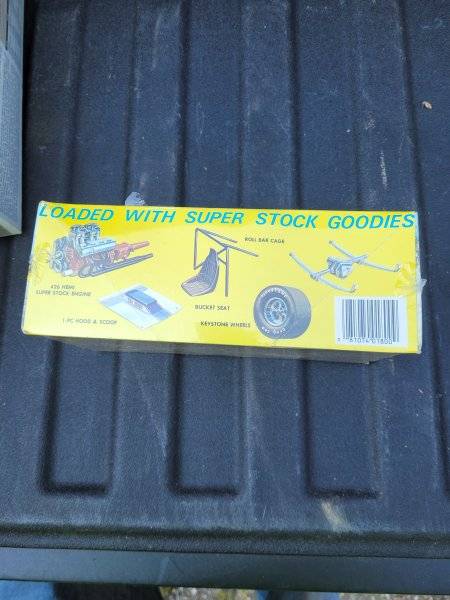 LOADED WITH SUPER STOCK GOODIES
ROLL BAR CAGE
426 HEMI
SUPER STOCK ENGINE
BUCKET SEAT
1-PC HOOD & SCOOP
KEYSTONE WHEELS